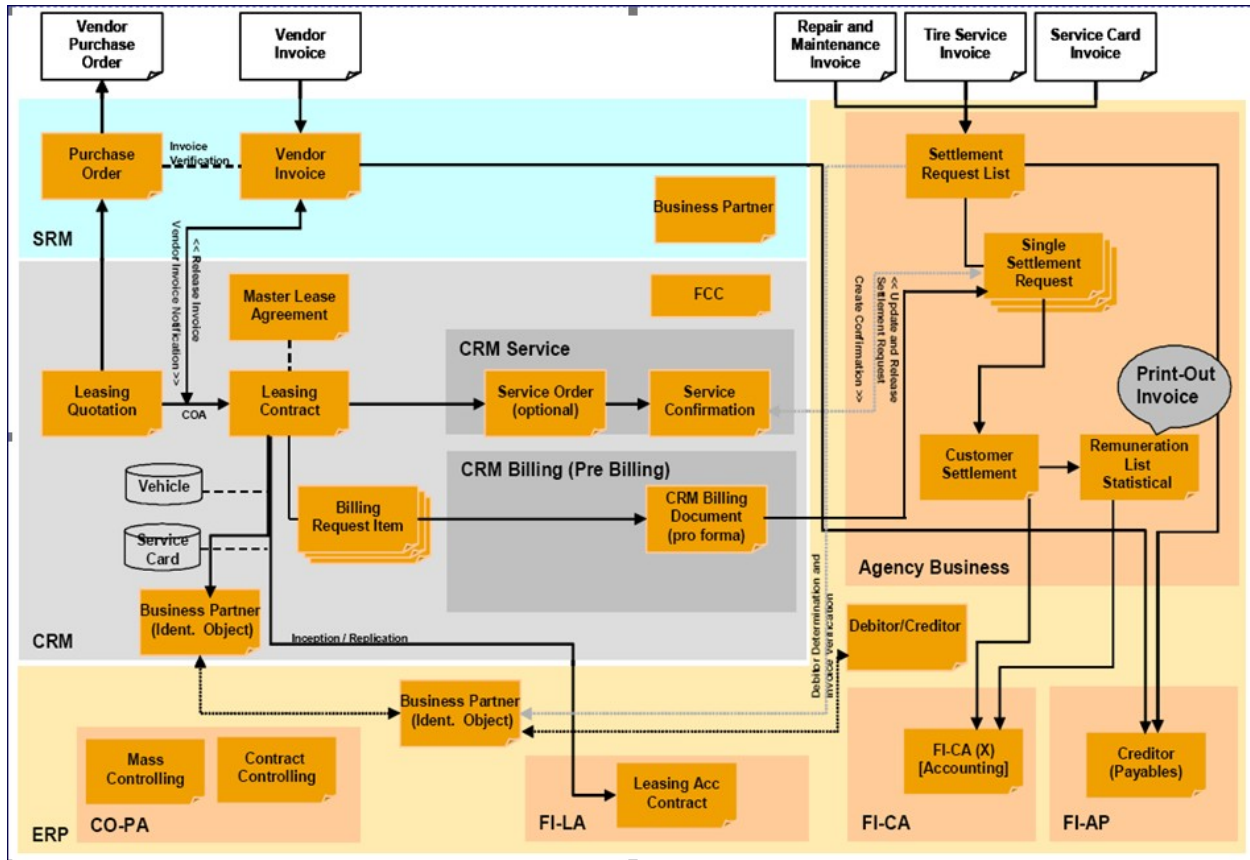 Vendor
Purchase
Order
Vendor
Invoice
Repair and
Maintenance
Invoice
Tire Service
Invoice
Service Card
Invoice
Purchase
Order
Invoice
Verification
Vendor
Invoice
Business Partner
SRM
Settlement
Request List
Single
Settlement
Request
<< Release Invoice
Vendor Invoice Notification >>
Master Lease
Agreement
FCC
<< Update and Release
Settlement Request
Create Confirmation >>
CRM Service
Leasing
Quotation
COA
Leasing
Contract
Service Order
(optional)
Service
Confirmation
Print-Out
Invoice
Customer
Settlement
Remuneration
List
Statistical
CRM Billing (Pre Billing)
Vehicle
Service
Card
Billing
Request Item
CRM Billing
Document
(pro forma)
Agency Business
Business Partner
(Ident. Object)
CRM
Inception / Replication
Debitor Determination and
Invoice Verification
Debitor/Creditor
Business Partner
(Ident. Object)
Mass
Controlling
Contract
Controlling
CO-PA
ERP
Leasing Acc
Contract
FI-LA
FI-CA (X)
[Accounting]
FI-CA
Creditor
(Payables)
FI-AP